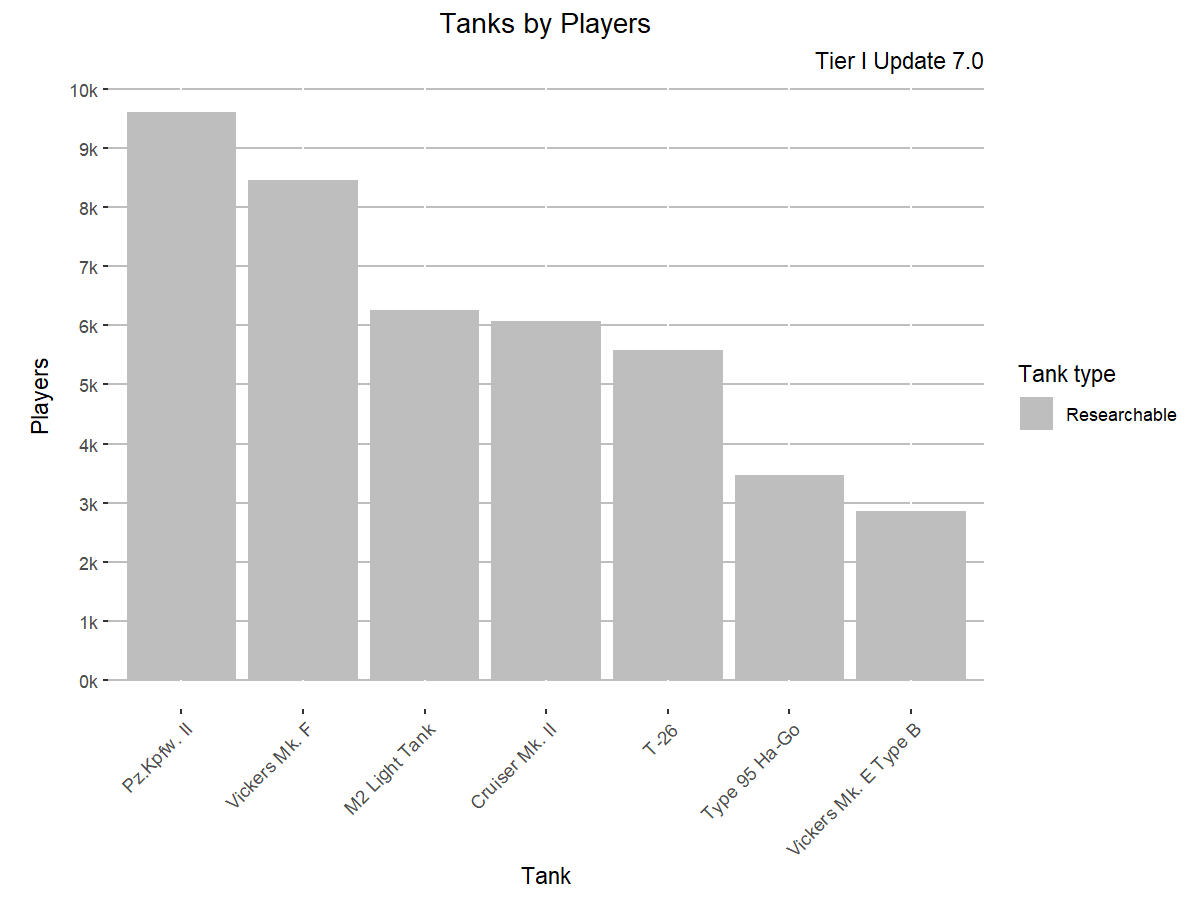 Tanks by Players
Tier I Update 7.0
10k
9k
8k
7k
6k
5k
4k
3k
2k
1k
0k
Players
Pz.Kpfw. II
Vickers Mk. F
M2 Light Tank
Cruiser Mk. II
T-26
Type 95 Ha-Go
Vickers Mk. E Type B
Tank
Tank type
Researchable